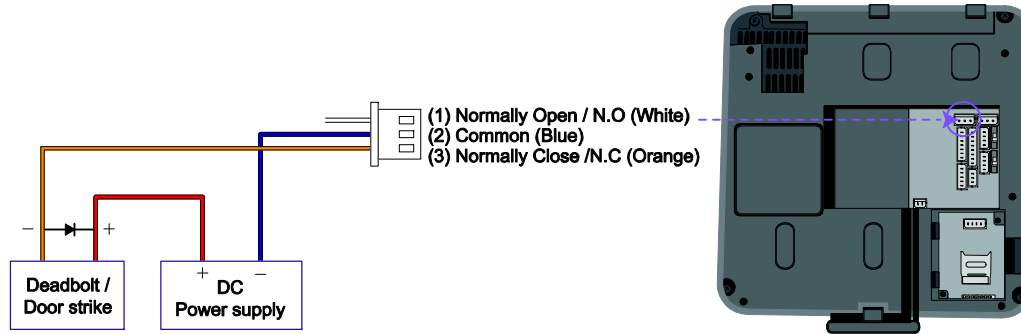 (1) Normally Open / N.O (White)
(2) Common (Blue)
(3) Normally Close /N.C (Orange)
− +
+ −
Deadbolt /
Door strike
DC
Power supply